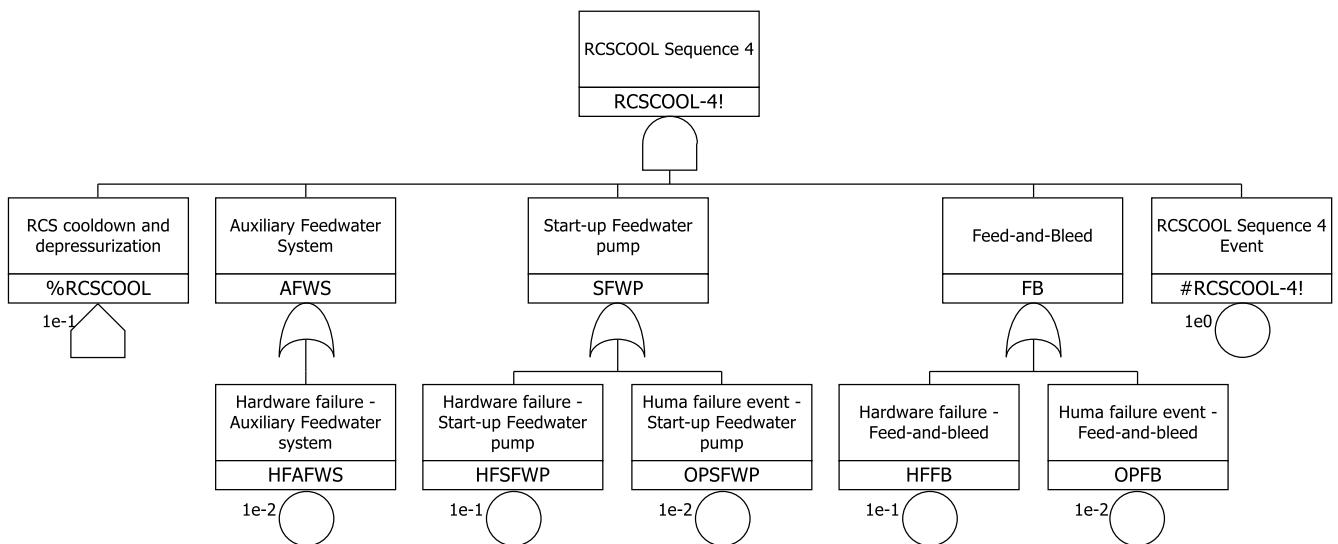 RCSCOOL Sequence 4
RCSCOOL-4!
RCS cooldown and
depressurization
%RCSCOOL
1e-1
Auxiliary Feedwater
System
AFWS
Start-up Feedwater
pump
SFWP
Feed-and-Bleed
FB
RCSCOOL Sequence 4
Event
#RCSCOOL-4!
1e0
Hardware failure -
Auxiliary Feedwater
system
HFAFWS
1e-2
Hardware failure -
Start-up Feedwater
pump
HFSFWP
1e-1
Huma failure event -
Start-up Feedwater
pump
OPSFWP
1e-2
Hardware failure -
Feed-and-bleed
HFFB
1e-1
Huma failure event -
Feed-and-bleed
OPFB
1e-2